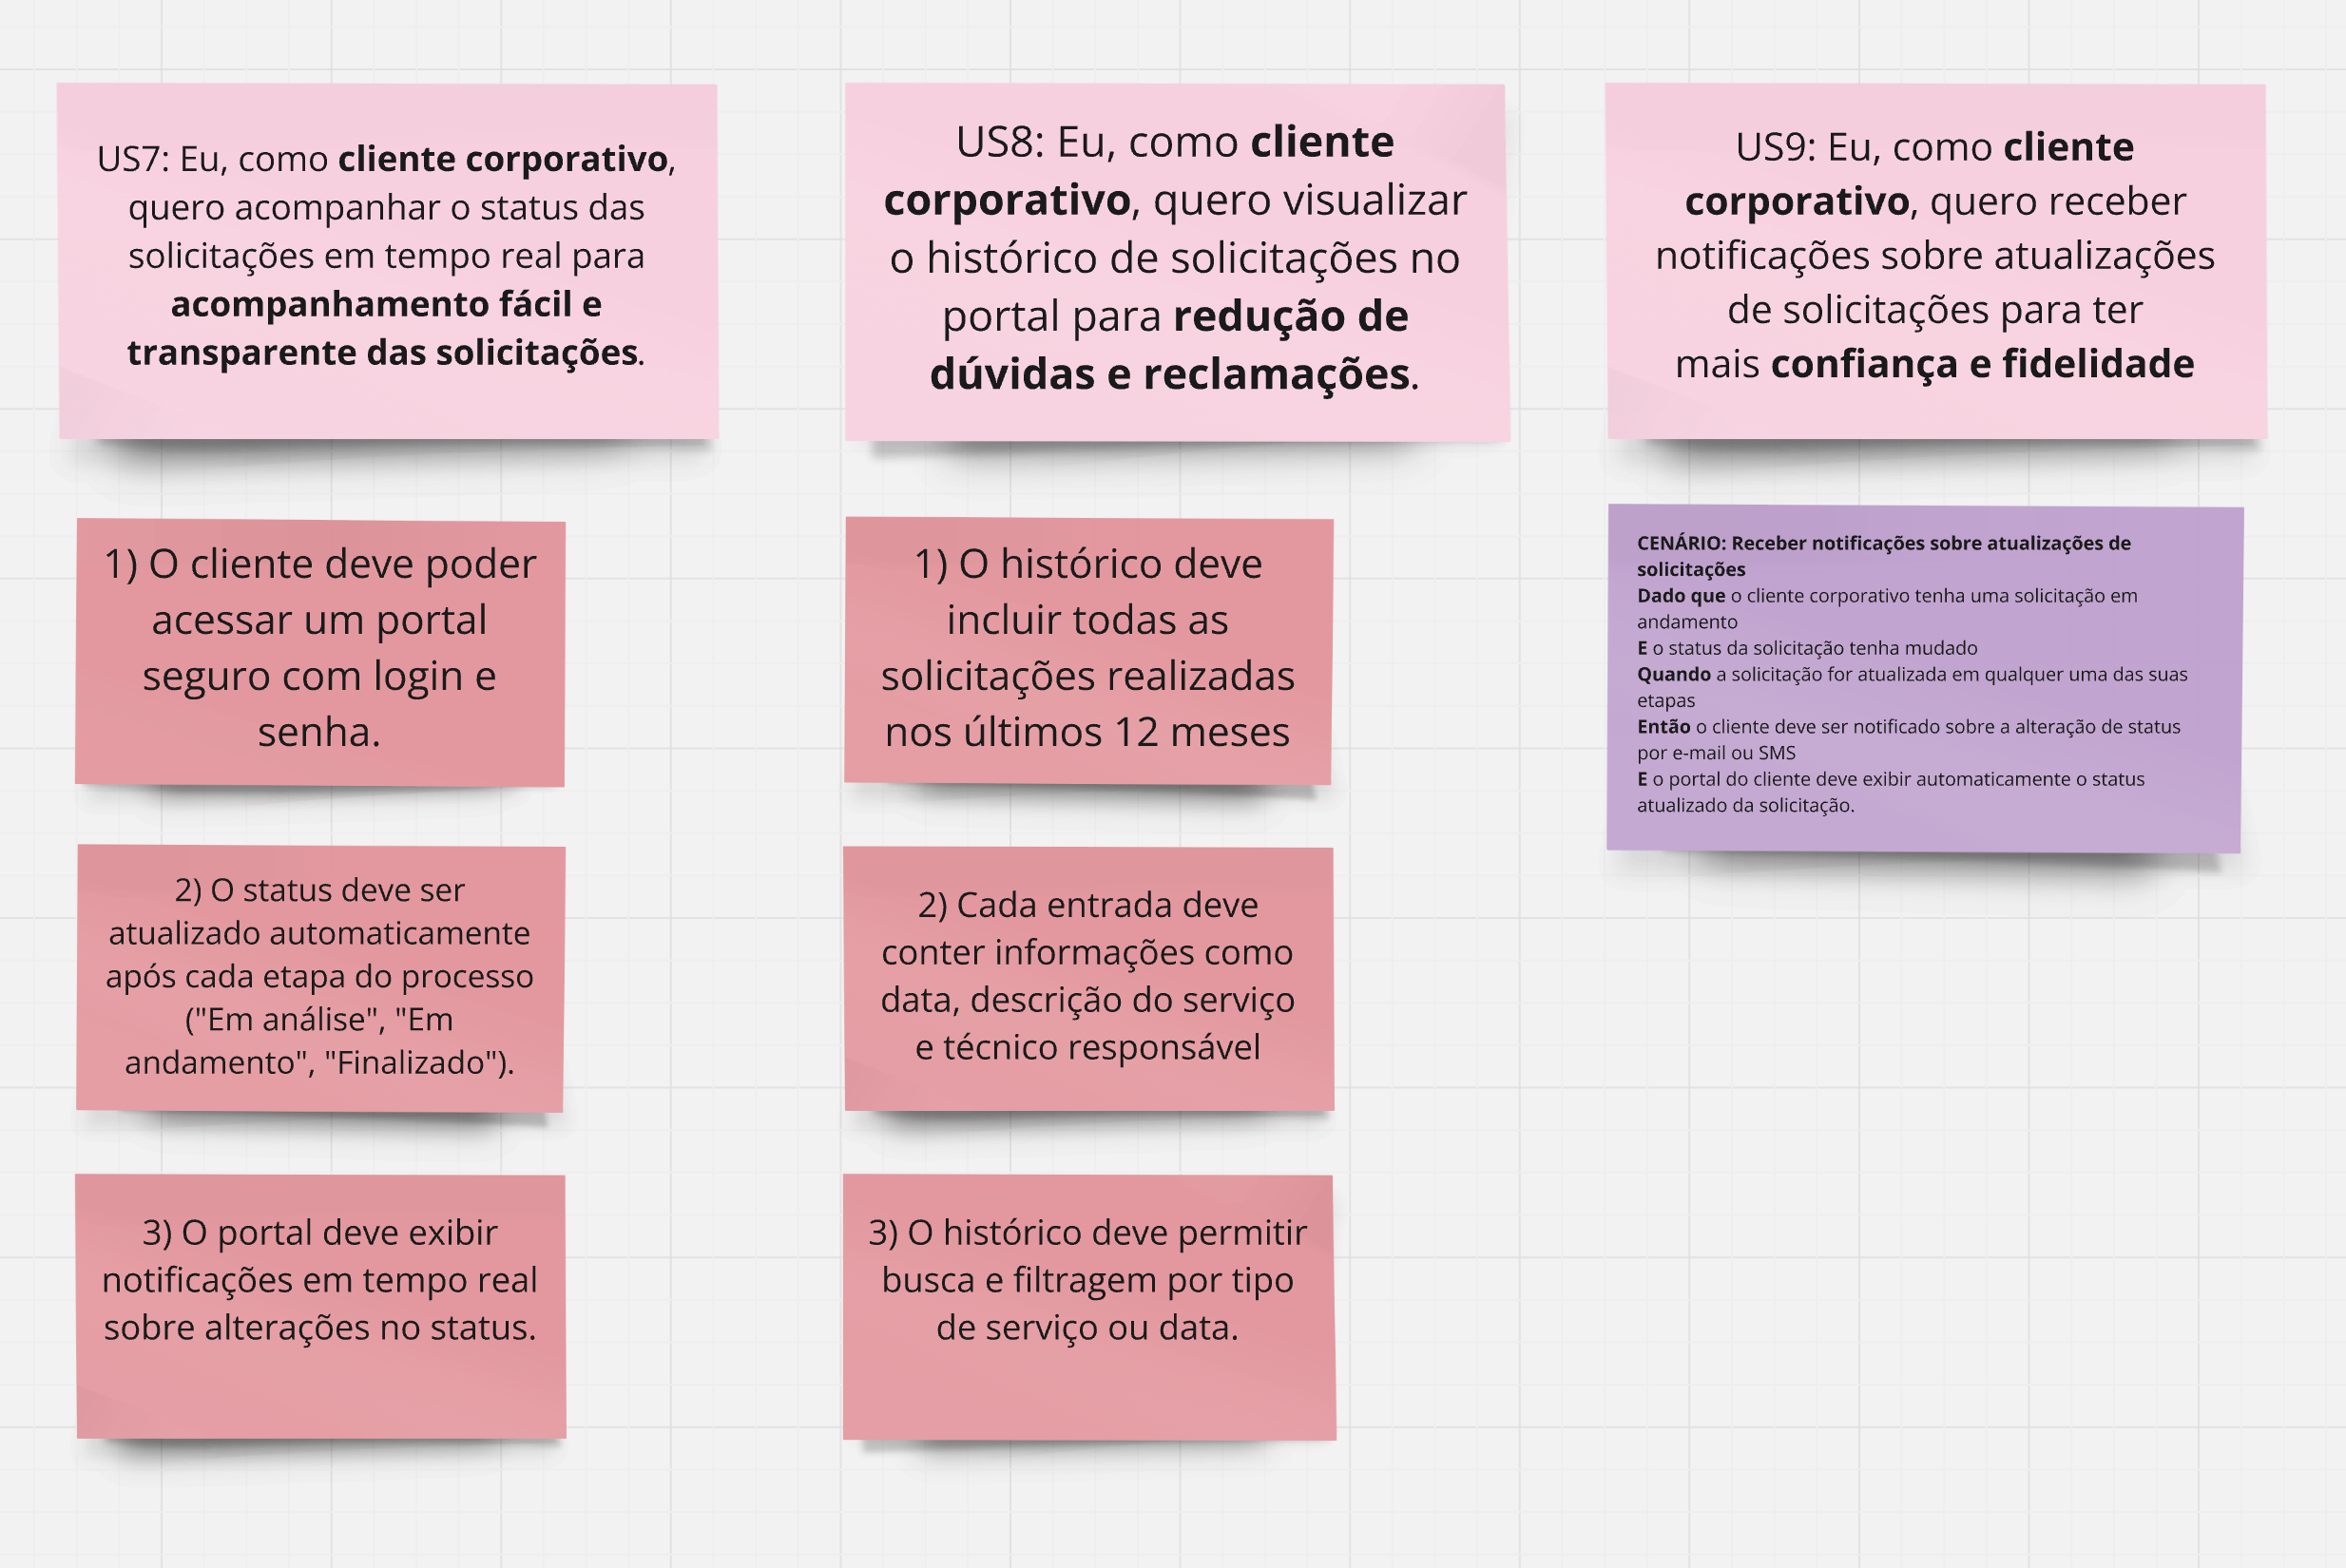 US7: Eu, como cliente corporativo,
quero acompanhar o status das
solicitações em tempo real para
acompanhamento fácil e
transparente das solicitações.
1) O cliente deve poder
acessar um portal
seguro com login e
senha.
2) O status deve ser
atualizado automaticamente
após cada etapa do processo
("Em análise", "Em
andamento", "Finalizado").
3) O portal deve exibir
notificações em tempo real
sobre alterações no status.
US8: Eu, como cliente
corporativo, quero visualizar
o histórico de solicitações no
portal para redução de
dúvidas e reclamações.
1) O histórico deve
incluir todas as
solicitações realizadas
nos últimos 12 meses
2) Cada entrada deve
conter informações como
data, descrição do serviço
e técnico responsável
3) O histórico deve permitir
busca e filtragem por tipo
de serviço ou data.
US9: Eu, como cliente
corporativo, quero receber
notificações sobre atualizações
de solicitações para ter
mais confiança e fidelidade
CENÁRIO: Receber notificações sobre atualizações de
solicitações
Dado que o cliente corporativo tenha uma solicitação em
andamento
E o status da solicitação tenha mudado
Quando a solicitação for atualizada em qualquer uma das suas
etapas
Então o cliente deve ser notificado sobre a alteração de status
por e-mail ou SMS
E o portal do cliente deve exibir automaticamente o status
atualizado da solicitação.